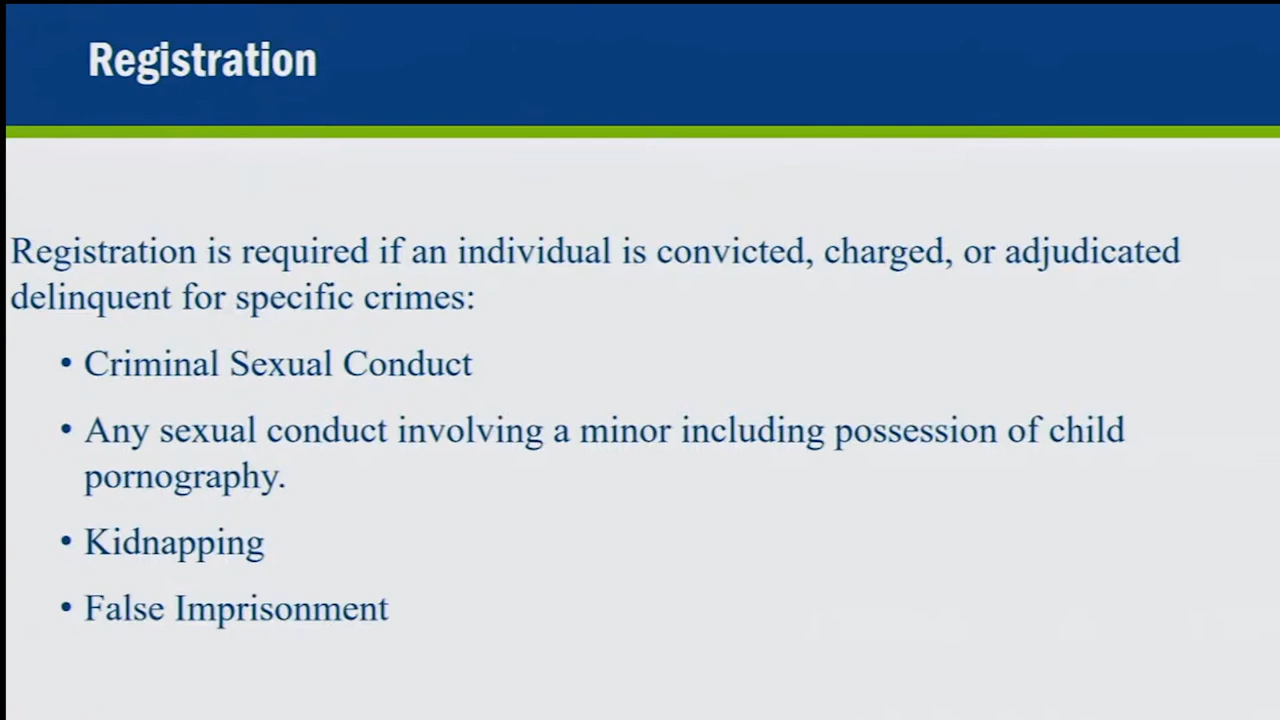 Registration
Registration is required if an individual is convicted, charged, or adjudicated
delinquent for specific crimes:
• Criminal Sexual Conduct
• Any sexual conduct involving a minor including possession of child
pornography.
• Kidnapping
• False Imprisonment